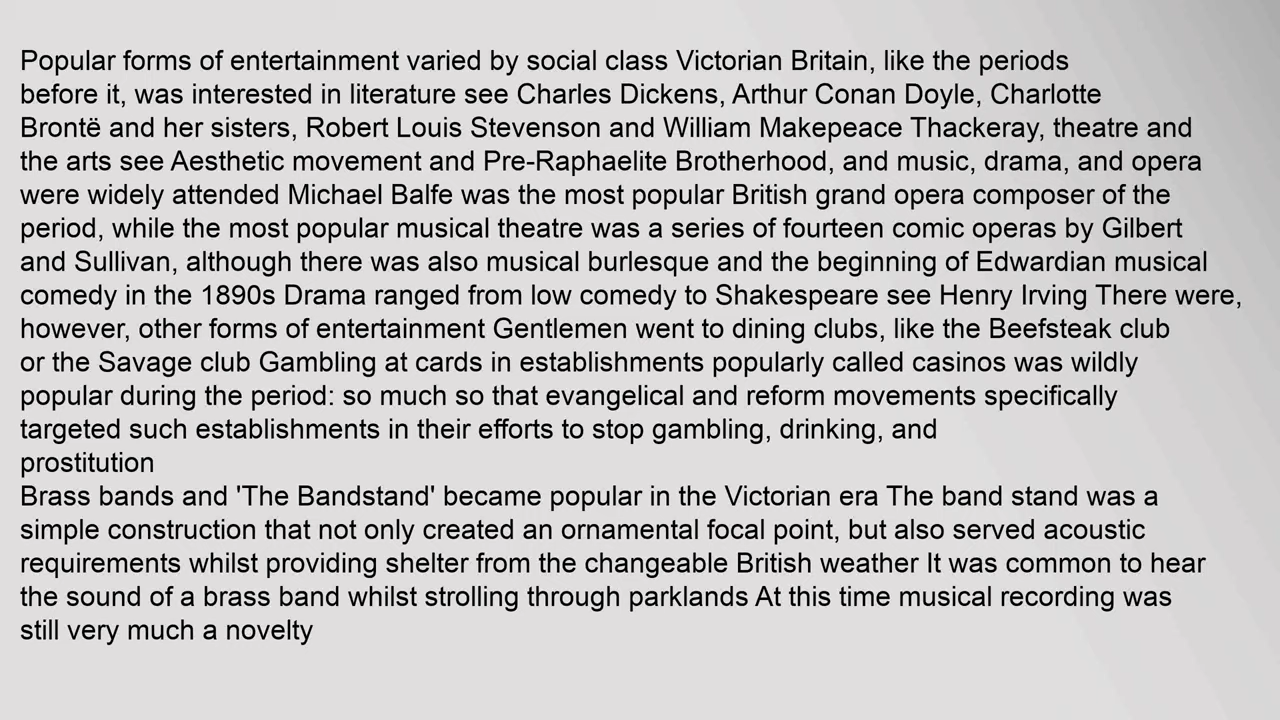 Popular forms of entertainment varied by social class Victorian Britain, like the periods
before it, was interested in literature see Charles Dickens, Arthur Conan Doyle, Charlotte
Brontë and her sisters, Robert Louis Stevenson and William Makepeace Thackeray, theatre and
the arts see Aesthetic movement and Pre-Raphaelite Brotherhood, and music, drama, and opera
were widely attended Michael Balfe was the most popular British grand opera composer of the
period, while the most popular musical theatre was a series of fourteen comic operas by Gilbert
and Sullivan, although there was also musical burlesque and the beginning of Edwardian musical
comedy in the 1890s Drama ranged from low comedy to Shakespeare see Henry Irving There were,
however, other forms of entertainment Gentlemen went to dining clubs, like the Beefsteak club
or the Savage club Gambling at cards in establishments popularly called casinos was wildly
popular during the period: so much so that evangelical and reform movements specifically
targeted such establishments in their efforts to stop gambling, drinking, and
prostitution
Brass bands and 'The Bandstand' became popular in the Victorian era The band stand was a
simple construction that not only created an ornamental focal point, but also served acoustic
requirements whilst providing shelter from the changeable British weather It was common to hear
the sound of a brass band whilst strolling through parklands At this time musical recording was
still very much a novelty